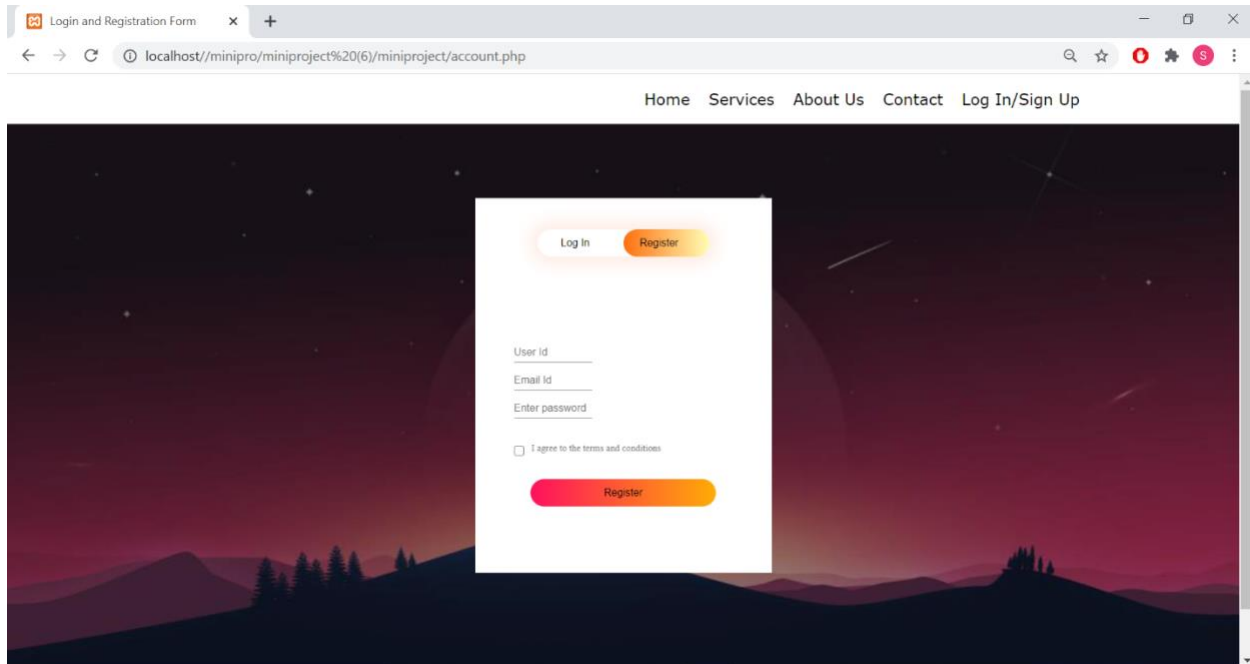 Login and Registration Form
localhost//minipro/miniproject%20(6)/miniproject/account.php
S
Home Services About Us Contact Log In/Sign Up
Log In Register
User Id
Email Id
Enter password
I agree to the terms and conditions
Register